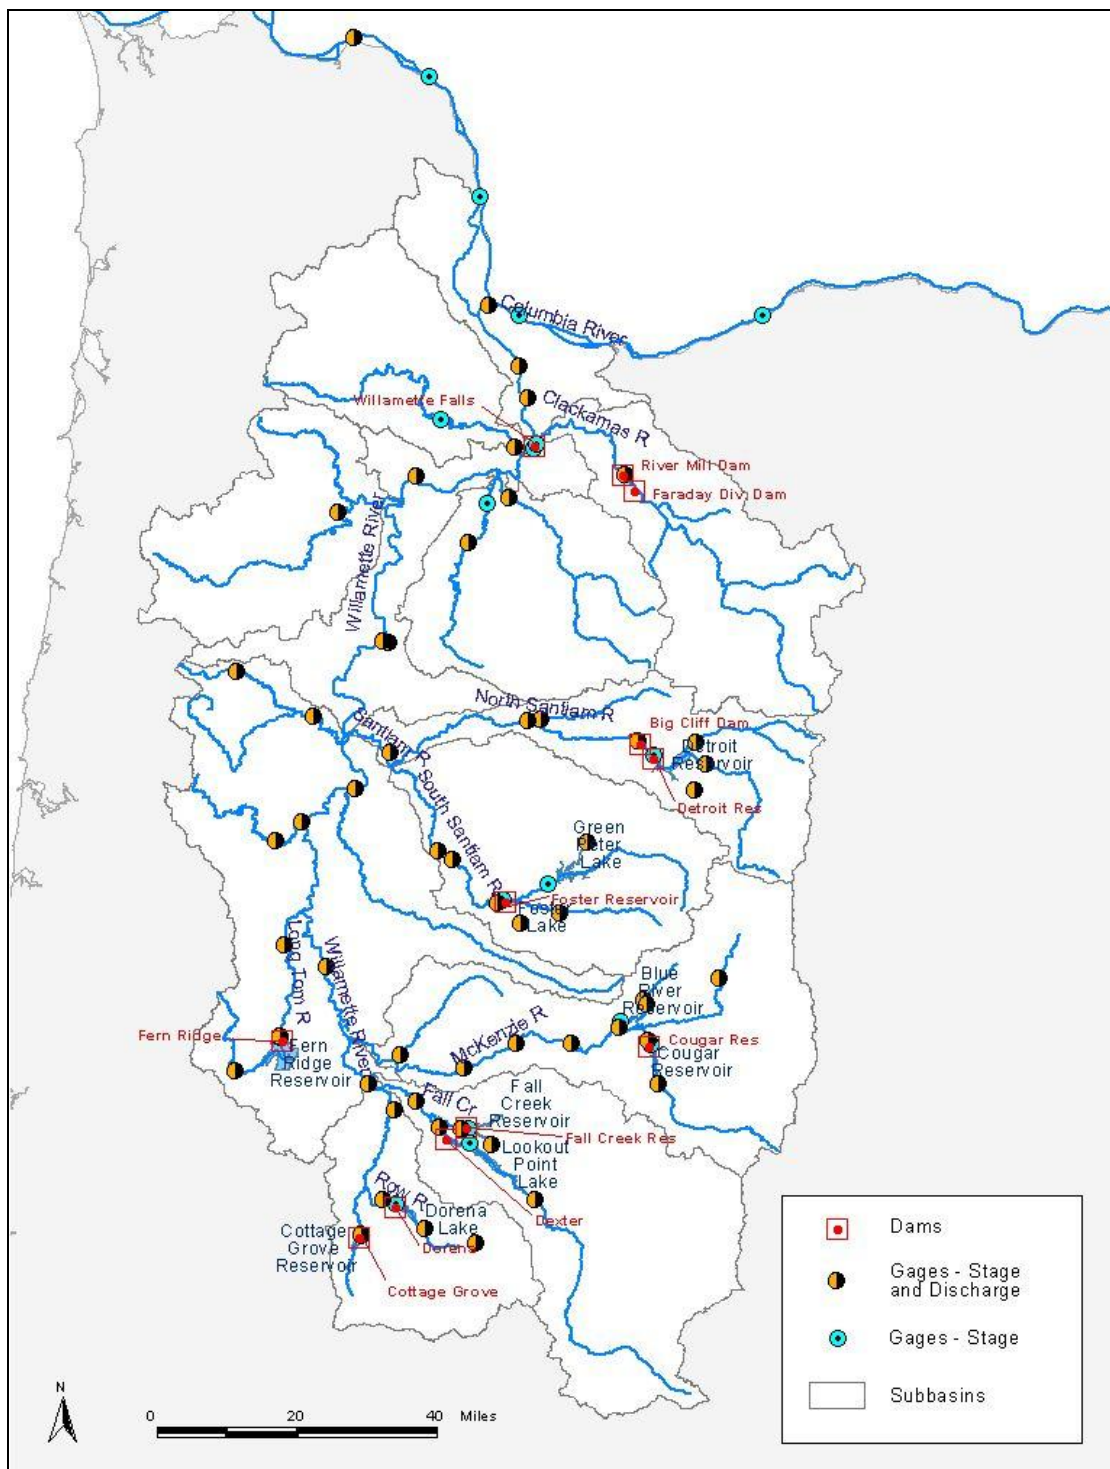 Columbia River
Willamette Falls
Clackamas R
River Mill Dam
Faraday Div. Dam
Willamette River
North Santiam R
Santiam R
Big Cliff Dam
Detroit
Reservoir
Detroit Res
South Santiam R
Green
Peter
Lake
Foster Reservoir
Foster
Lake
Long Tom R
Willamette River
Blue
River
Reservoir
McKenzie R
Fern Ridge
Fern
Ridge
Reservoir
Cougar Res
Cougar
Reservoir
Fall Cr
Fall
Creek
Reservoir
Fall Creek Res
Lookout
Point
Lake
Row R
Dorena
Lake
Dexter
Dorena
Cottage
Grove
Reservoir
Cottage Grove
Dams
Gages - Stage
and Discharge
Gages - Stage
Subbasins
N
0 20 40 Miles